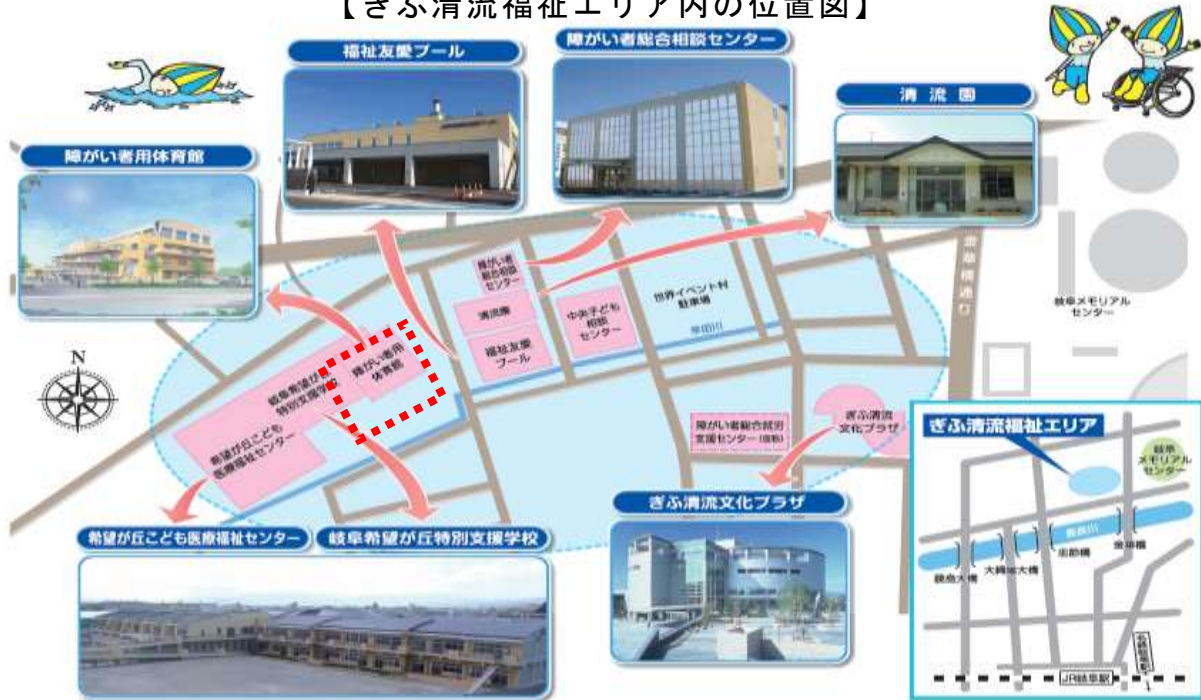 【ぎふ清流福祉エリア内の位置図】
福祉友愛プール
障がい者総合相談センター
清流園
障がい者用体育館
障がい者
総合相談
センター
清流園
福祉友愛
プール
中央子ども
相談
センター
世界イベント村
駐車場
早田川
金華橋通り
岐阜メモリアル
センター
N
障がい者用
体育館
岐阜希望が丘
特別支援学校
希望が丘こども
医療福祉センター
障がい者総合就労
支援センター(仮称)
ぎふ清流
文化プラザ
ぎふ清流福祉エリア
岐阜
メモリアル
センター
長良川
鏡島大橋
大縄場大橋
忠節橋
金華橋
JR岐阜駅
名鉄岐阜駅
ぎふ清流文化プラザ
希望が丘こども医療福祉センター
岐阜希望が丘特別支援学校